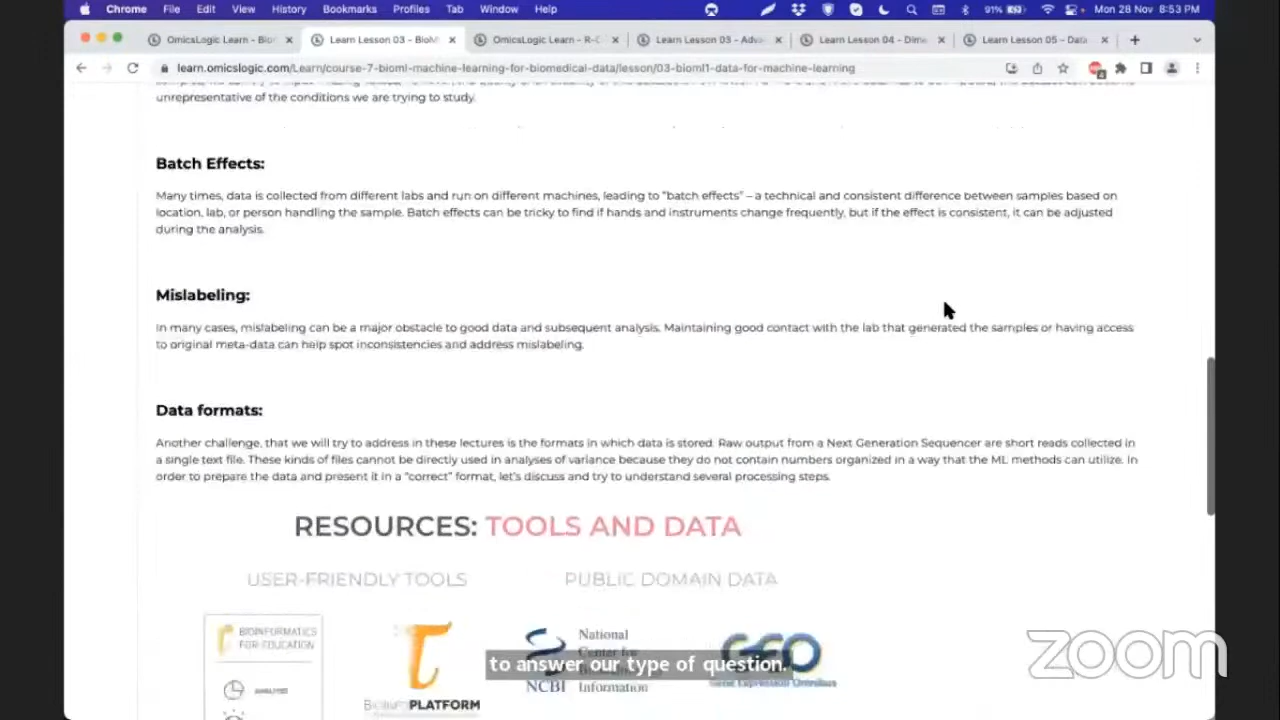 Chrome File Edit View History Bookmarks Profiles Tab Window Help 91% Mon 28 Nov 8:53 PM
OmicsLogic Learn - Bio Learn Lesson 03 - BioM OmicsLogic Learn - R-C Learn Lesson 03 - Adva Learn Lesson 04 - Dime Learn Lesson 05 - Data
learn.omicslogic.com/Learn/course-7-bioml-machine-learning-for-biomedical-data/lesson/03-bioml1-data-for-machine-learning
unrepresentative of the conditions we are trying to study.
Batch Effects:
Many times, data is collected from different labs and run on different machines, leading to "batch effects" – a technical and consistent difference between samples based on
location, lab, or person handling the sample. Batch effects can be tricky to find if hands and instruments change frequently, but if the effect is consistent, it can be adjusted
during the analysis.
Mislabeling:
In many cases, mislabeling can be a major obstacle to good data and subsequent analysis. Maintaining good contact with the lab that generated the samples or having access
to original meta-data can help spot inconsistencies and address mislabeling.
Data formats:
Another challenge, that we will try to address in these lectures is the formats in which data is stored. Raw output from a Next Generation Sequencer are short reads collected in
a single text file. These kinds of files cannot be directly used in analyses of variance because they do not contain numbers organized in a way that the ML methods can utilize. In
order to prepare the data and present it in a "correct" format, let's discuss and try to understand several processing steps.
RESOURCES: TOOLS AND DATA
USER-FRIENDLY TOOLS PUBLIC DOMAIN DATA
BIOINFORMATICS
FOR EDUCATION
ANALYSIS
PLATFORM
National
Center for
NCBI Information
GEO
Gene Expression Omnibus
to answer our type of question.
zoom